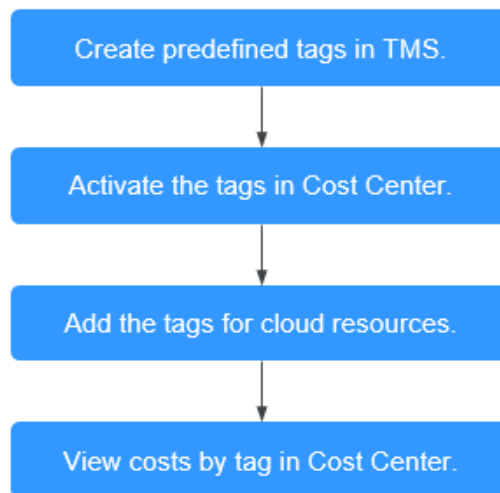 Create predefined tags in TMS.
Activate the tags in Cost Center.
Add the tags for cloud resources.
View costs by tag in Cost Center.